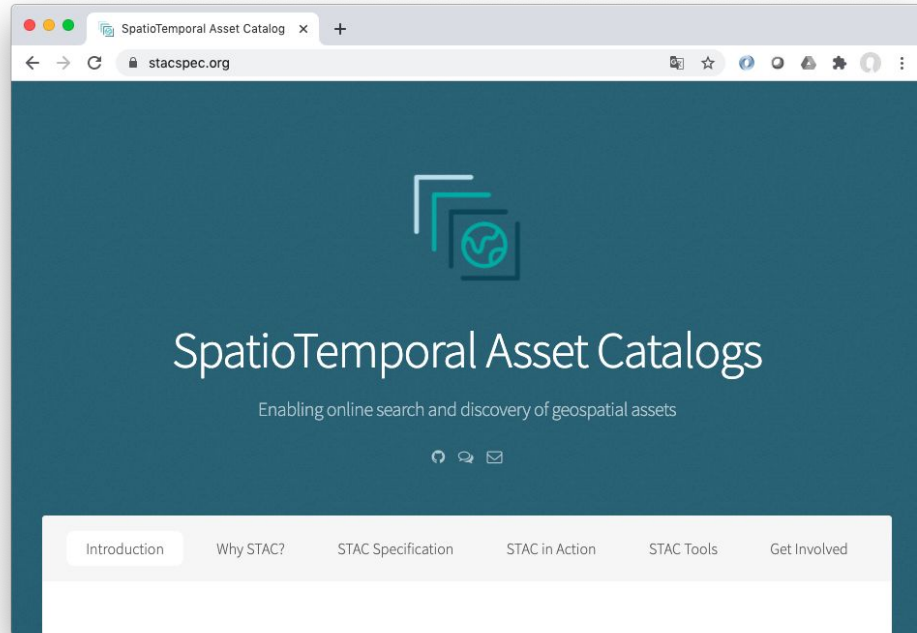 SpatioTemporal Asset Catalog
stacspec.org
SpatioTemporal Asset Catalogs
Enabling online search and discovery of geospatial assets
Introduction Why STAC? STAC Specification STAC in Action STAC Tools Get Involved